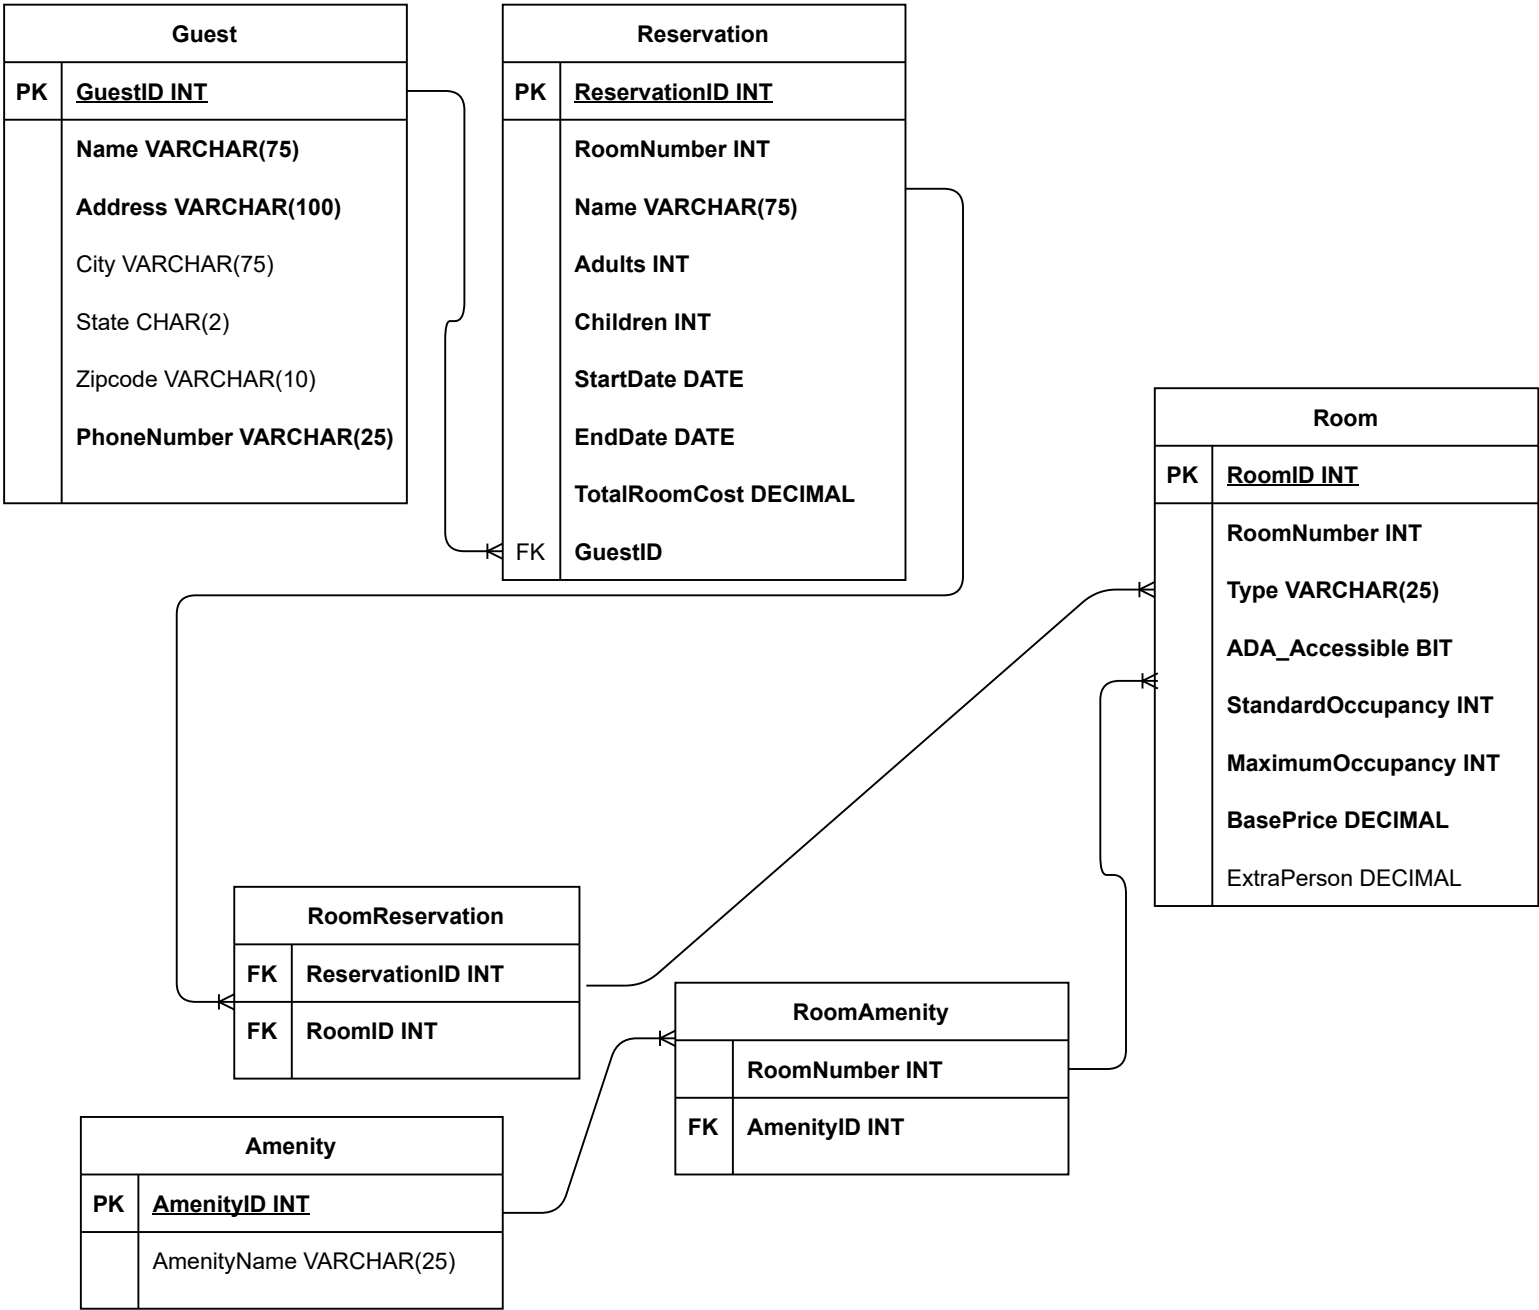 Guest
PK GuestID INT
Name VARCHAR(75)
Address VARCHAR(100)
City VARCHAR(75)
State CHAR(2)
Zipcode VARCHAR(10)
PhoneNumber VARCHAR(25)
Reservation
PK ReservationID INT
RoomNumber INT
Name VARCHAR(75)
Adults INT
Children INT
StartDate DATE
EndDate DATE
TotalRoomCost DECIMAL
FK GuestID
Room
PK RoomID INT
RoomNumber INT
Type VARCHAR(25)
ADA_Accessible BIT
StandardOccupancy INT
MaximumOccupancy INT
BasePrice DECIMAL
ExtraPerson DECIMAL
RoomReservation
FK ReservationID INT
FK RoomID INT
RoomAmenity
RoomNumber INT
FK AmenityID INT
Amenity
PK AmenityID INT
AmenityName VARCHAR(25)